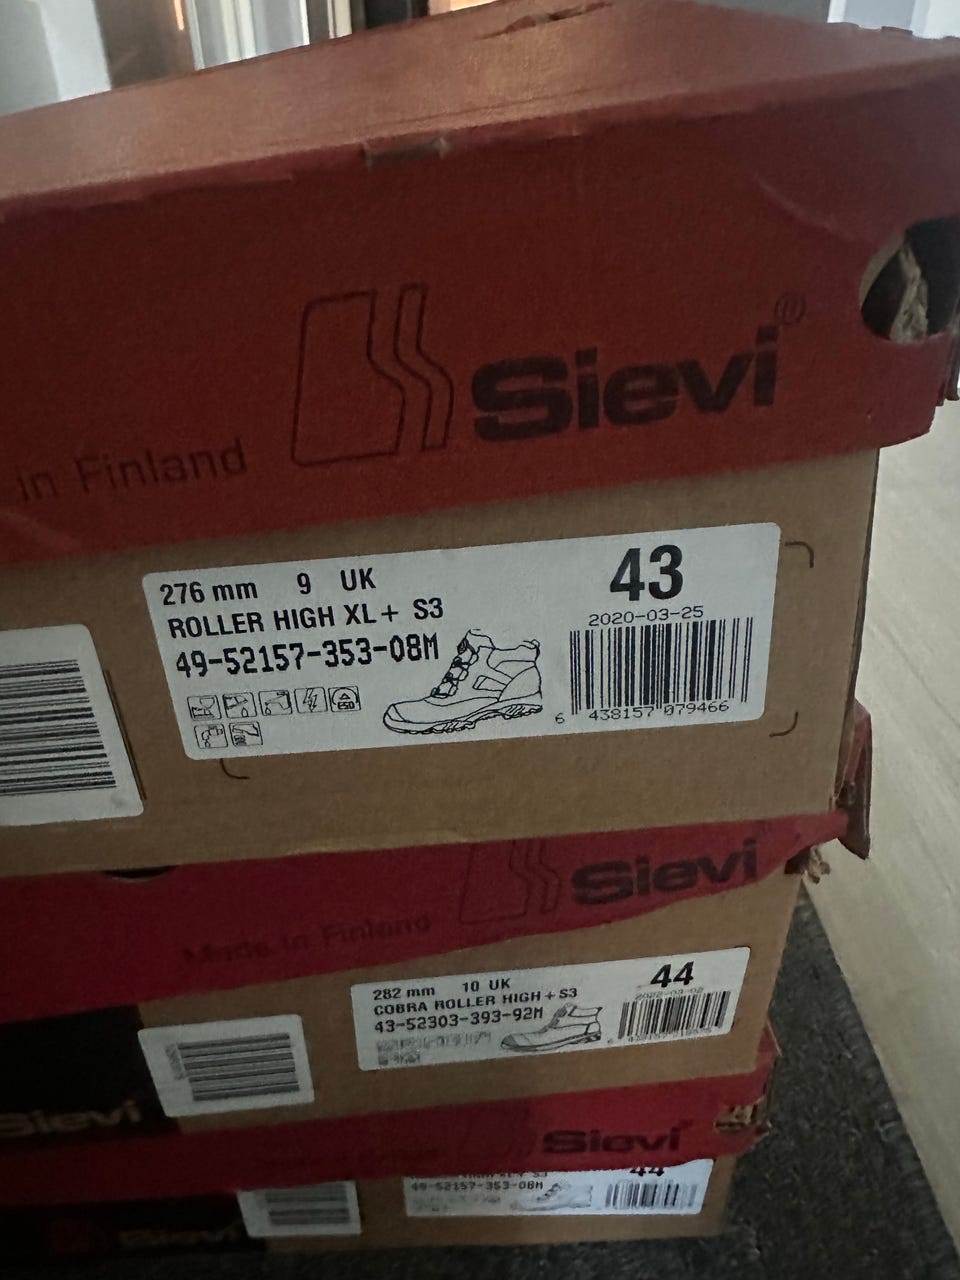 in Finland
Sievi®
276 mm 9 UK
43
ROLLER HIGH XL+ S3
2020-03-25
49-52157-353-08M
ESD
6 438157 079466
Made in Finland
Sievi
282 mm 10 UK
44
COBRA ROLLER HIGH + S3
43-52303-393-92M
Sievi
Sievi
44
49-52157-353-08M